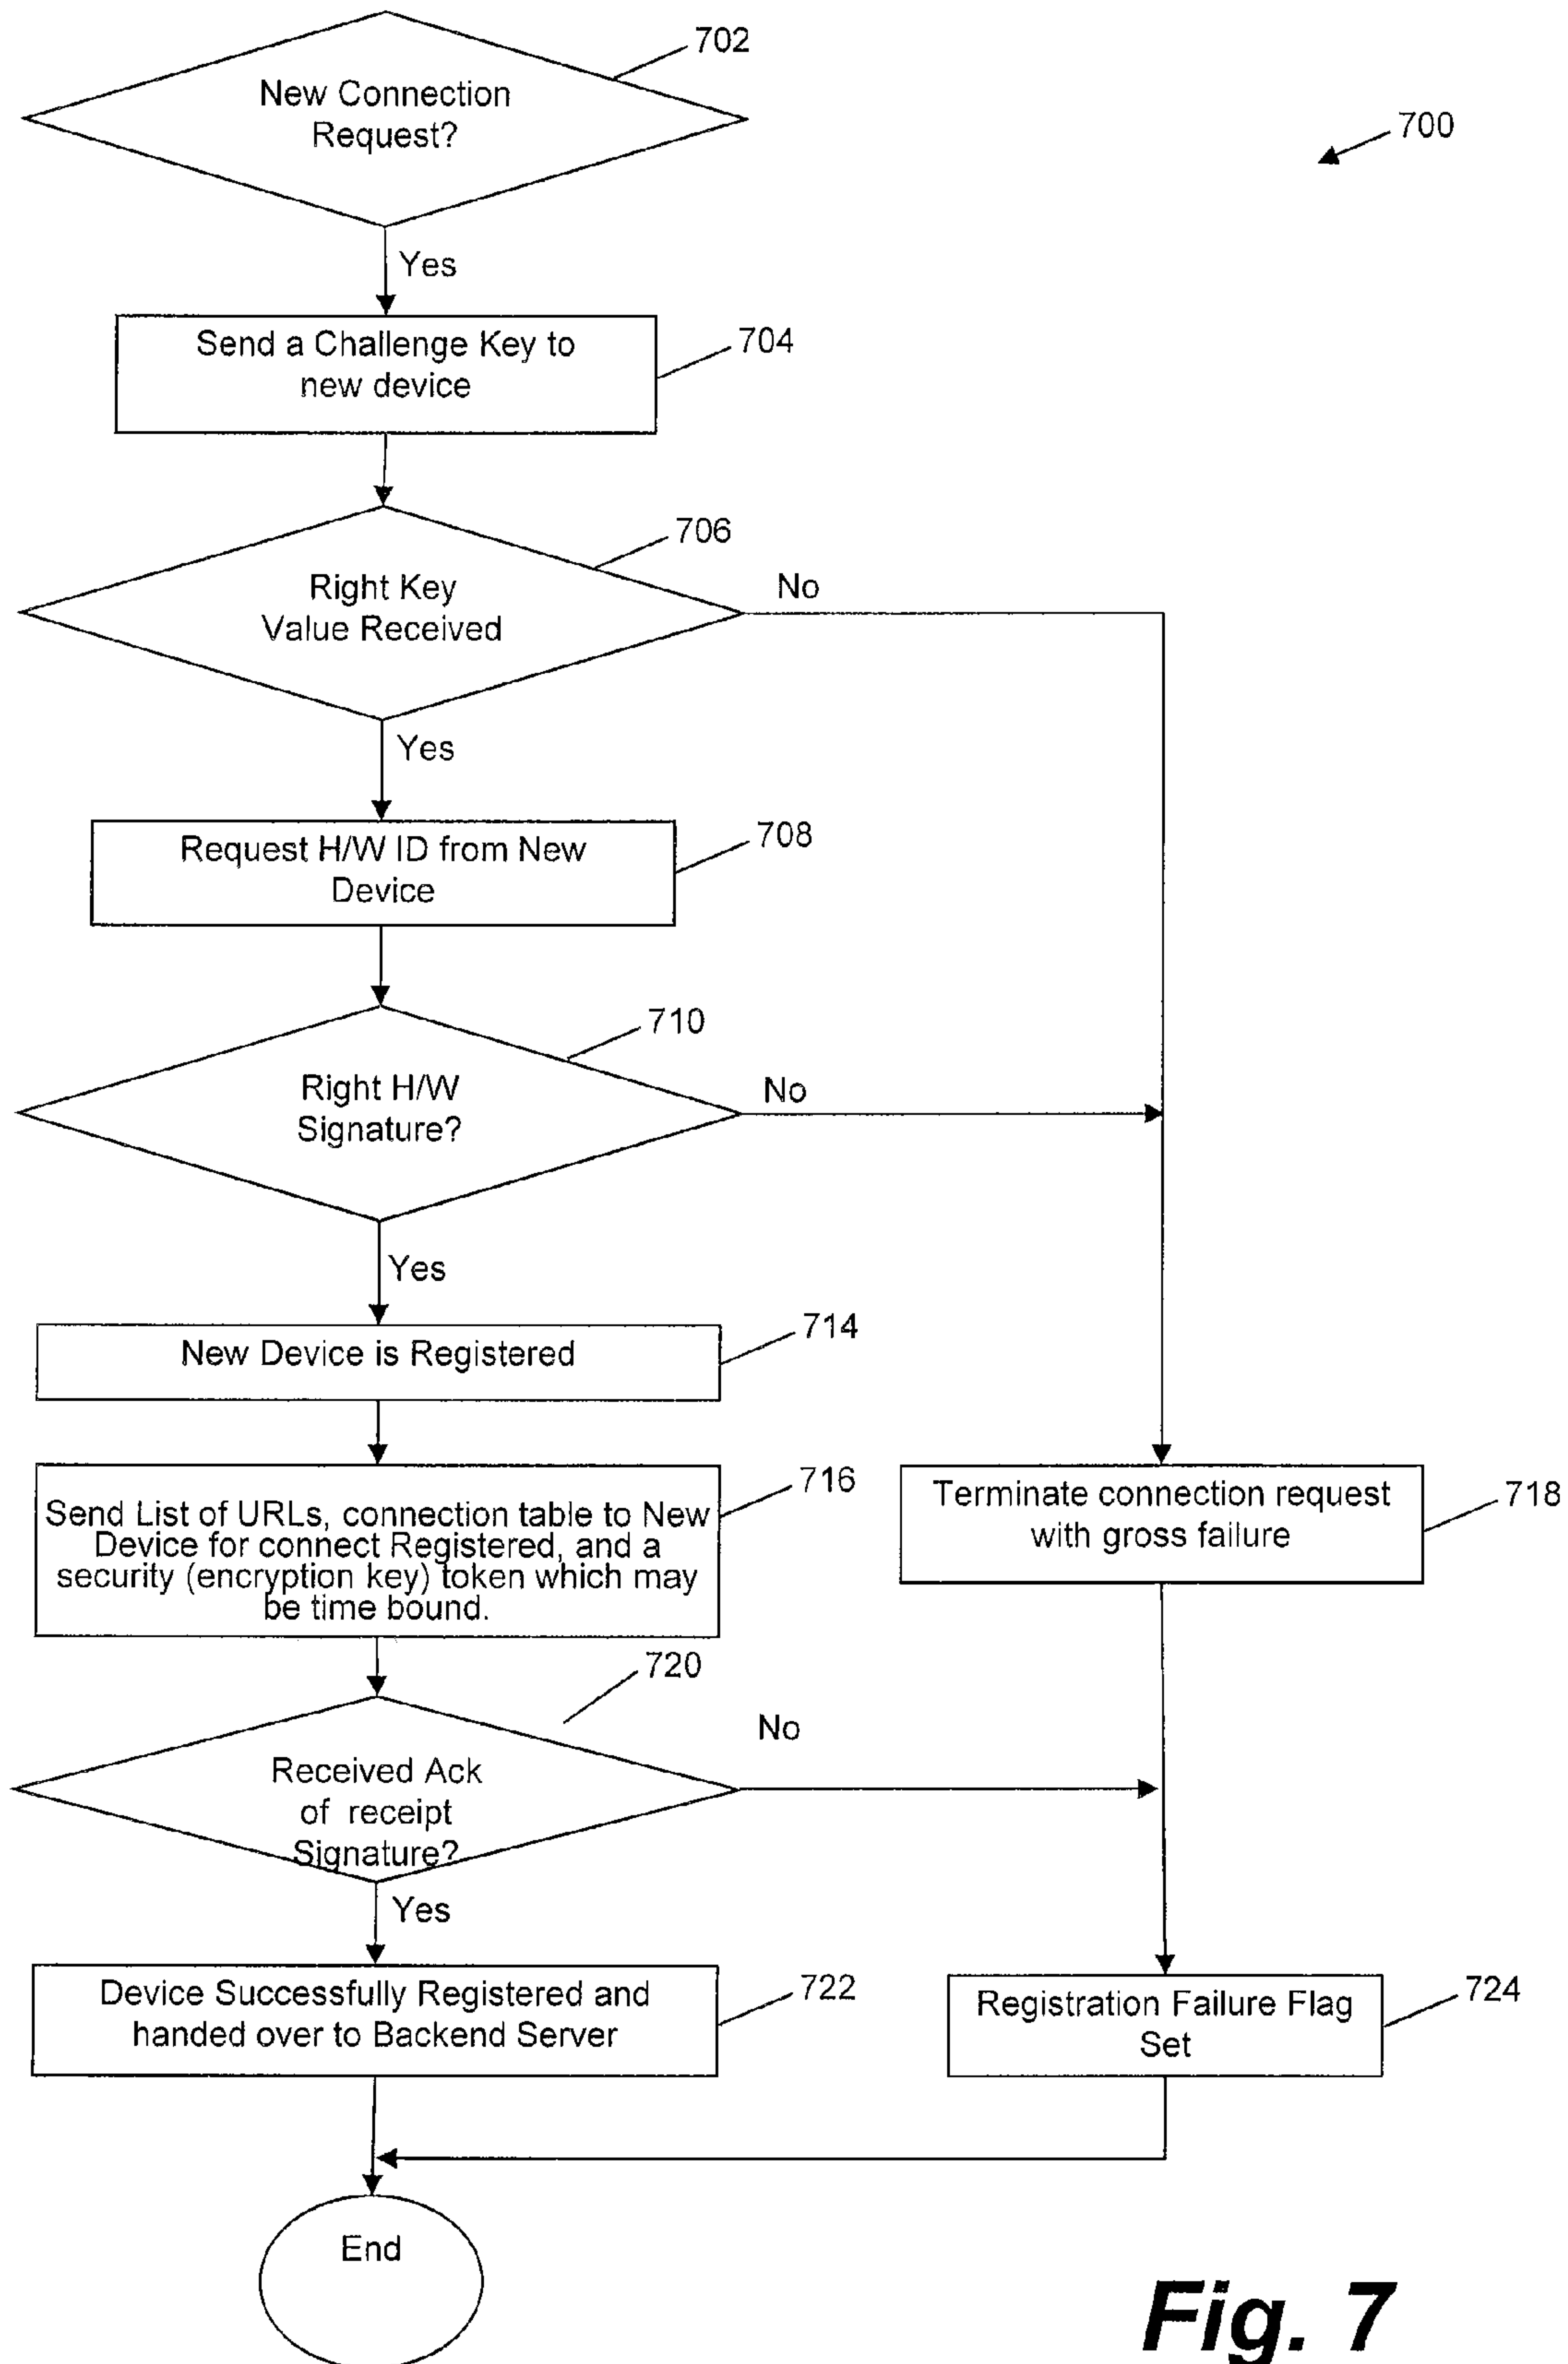 702
New Connection
Request?
700
Yes
Send a Challenge Key to
new device
704
706
Right Key
Value Received
No
Yes
Request H/W ID from New
Device
708
710
Right H/W
Signature?
No
Yes
New Device is Registered
714
Send List of URLs, connection table to New
Device for connect Registered, and a
security (encryption key) token which may
be time bound.
716
Terminate connection request
with gross failure
718
720
No
Received Ack
of receipt
Signature?
Yes
Device Successfully Registered and
handed over to Backend Server
722
Registration Failure Flag
Set
724
End
Fig. 7